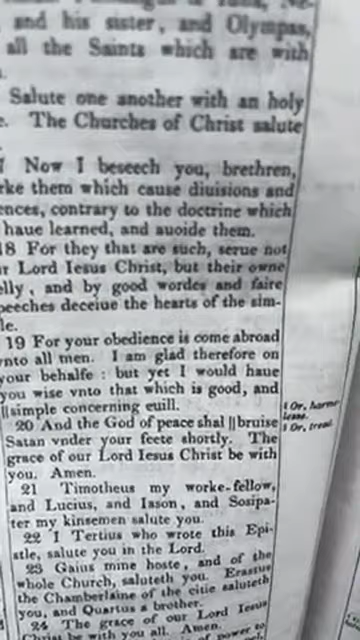 and his sister, and Olympas,
all the Saints which are with
Salute one another with an holy
The Churches of Christ salute
Now I beseech you, brethren,
rke them which cause diuisions and
ences, contrary to the doctrine which
haue learned, and auoide them.
18 For they that are such, serue not
r Lord Iesus Christ, but their owne
elly, and by good wordes and faire
peeches deceiue the hearts of the sim-
le.
19 For your obedience is come abroad
vnto all men. I am glad therefore on
your behalfe : but yet I would haue
you wise vnto that which is good, and
||simple concerning euill.
20 And the God of peace shal ||bruise
Satan vnder your feete shortly. The
grace of our Lord Iesus Christ be with
you. Amen.
21 Timotheus my worke-fellow,
and Lucius, and Iason, and Sosipa-
ter my kinsemen salute you.
22 I Tertius who wrote this Epi-
stle, salute you in the Lord.
23 Gaius mine hoste, and of the
whole Church, saluteth you. Erastus
the Chamberlaine of the citie saluteth
you, and Quartus a brother.
24 The grace of our Lord Iesus
Christ be with you all. Amen.
power to
Or, harme-
lesse.
Or, tread.